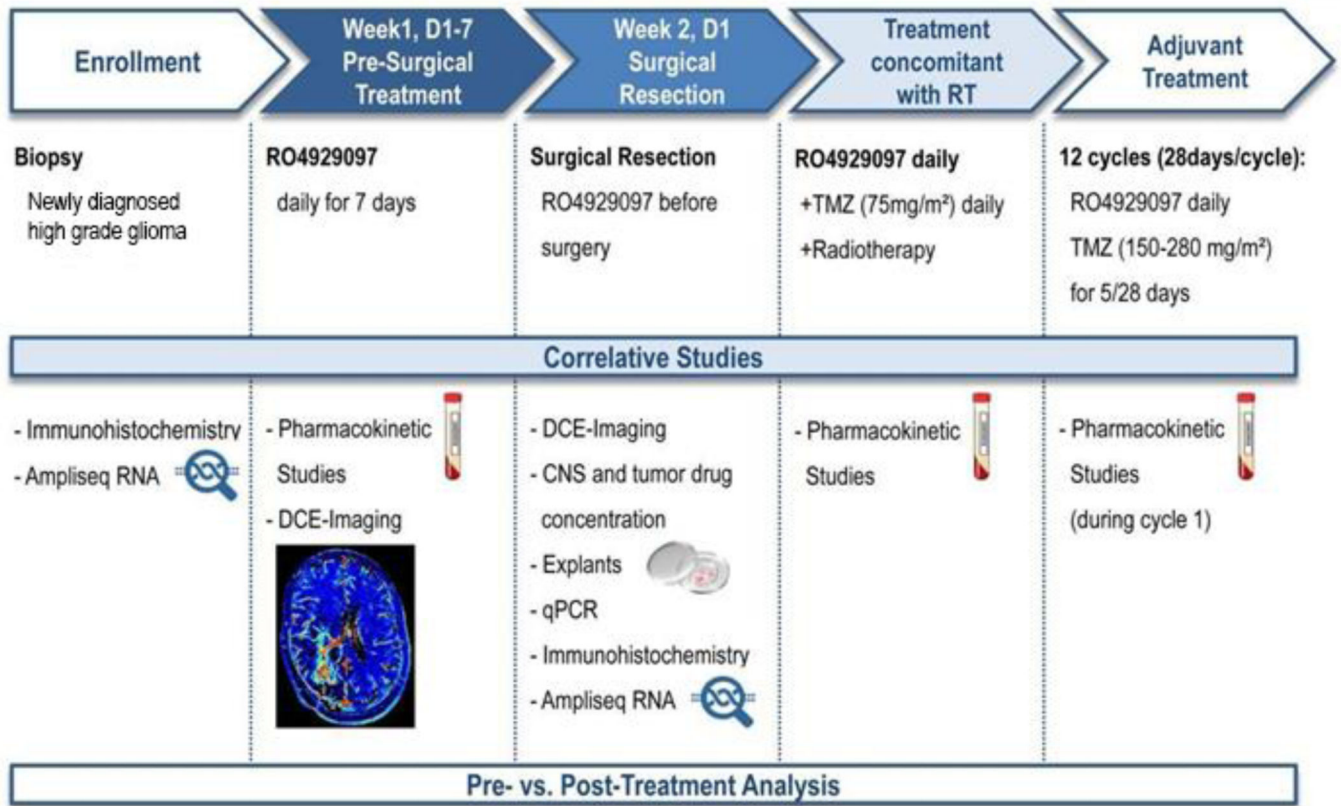 Enrollment
Week1, D1-7
Pre-Surgical
Treatment
Week 2, D1
Surgical
Resection
Treatment
concomitant
with RT
Adjuvant
Treatment
Biopsy
Newly diagnosed
high grade glioma
RO4929097
daily for 7 days
Surgical Resection
RO4929097 before
surgery
RO4929097 daily
+TMZ (75mg/m²) daily
+Radiotherapy
12 cycles (28days/cycle):
RO4929097 daily
TMZ (150-280 mg/m²)
for 5/28 days
Correlative Studies
- Immunohistochemistry
- Ampliseq RNA
- Pharmacokinetic
Studies
- DCE-Imaging
- DCE-Imaging
- CNS and tumor drug
concentration
- Explants
- qPCR
- Immunohistochemistry
- Ampliseq RNA
- Pharmacokinetic
Studies
- Pharmacokinetic
Studies
(during cycle 1)
Pre- vs. Post-Treatment Analysis